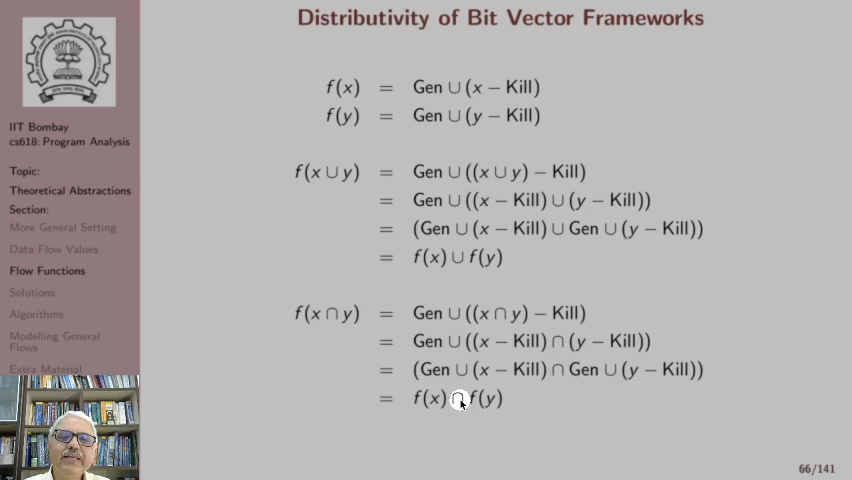 Distributivity of Bit Vector Frameworks
IIT Bombay
cs618: Program Analysis
Topic:
Theoretical Abstractions
Section:
More General Setting
Data Flow Values
Flow Functions
Solutions
Algorithms
Modelling General
Flows
Extra Material
f(x) = Gen ∪ (x − Kill)
f(y) = Gen ∪ (y − Kill)
f(x ∪ y) = Gen ∪ ((x ∪ y) − Kill)
= Gen ∪ ((x − Kill) ∪ (y − Kill))
= (Gen ∪ (x − Kill) ∪ Gen ∪ (y − Kill))
= f(x) ∪ f(y)
f(x ∩ y) = Gen ∪ ((x ∩ y) − Kill)
= Gen ∪ ((x − Kill) ∩ (y − Kill))
= (Gen ∪ (x − Kill) ∩ Gen ∪ (y − Kill))
= f(x) ∩ f(y)
66/141